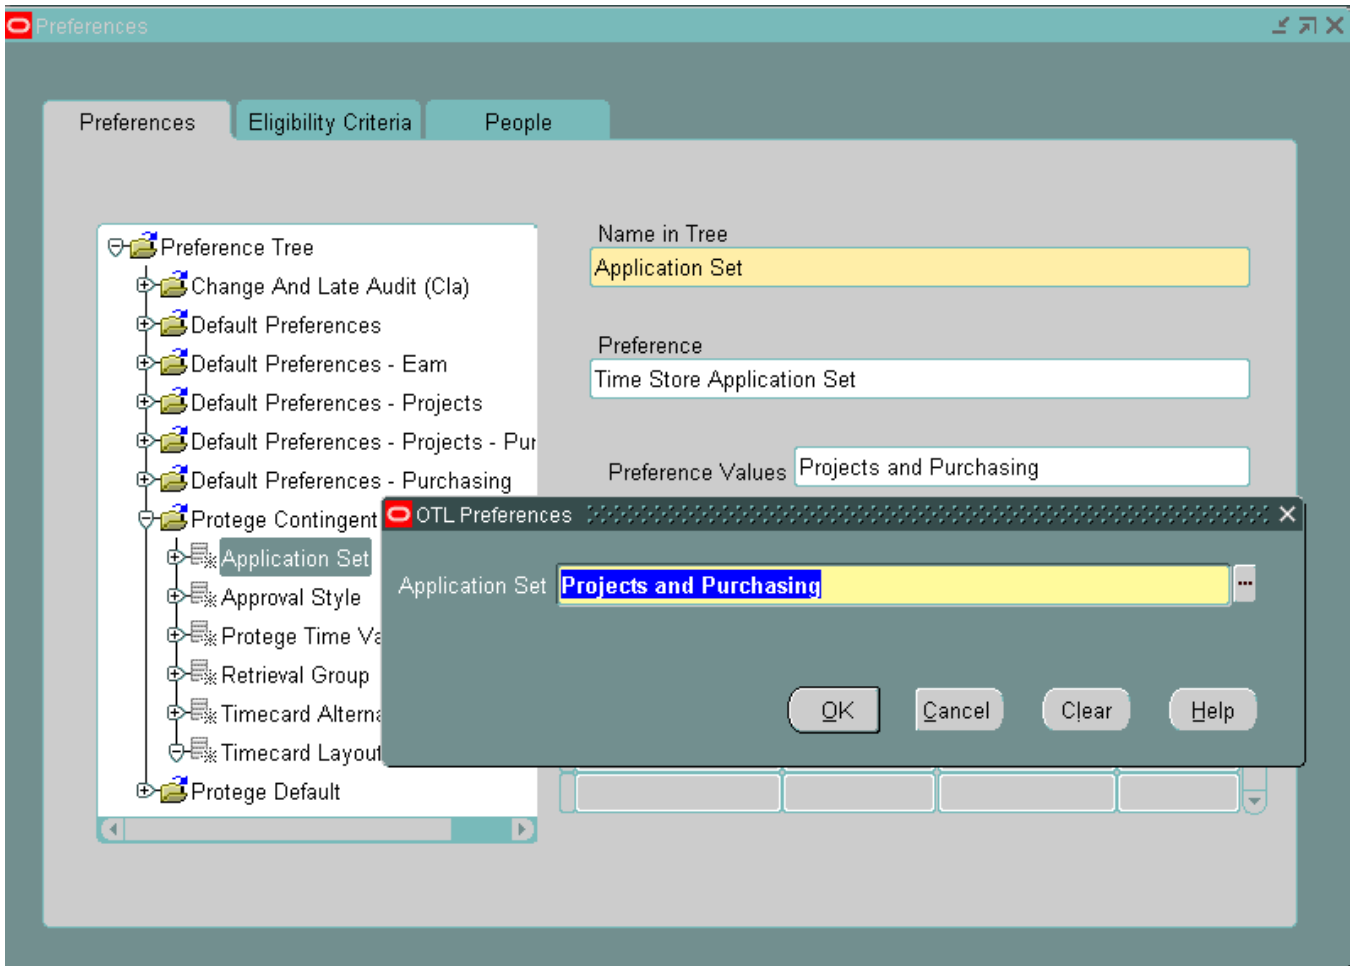 Preferences
Preferences
Eligibility Criteria
People
Preference Tree
Change And Late Audit (Cla)
Default Preferences
Default Preferences - Eam
Default Preferences - Projects
Default Preferences - Projects - Pur
Default Preferences - Purchasing
Protege Contingent
Application Set
Approval Style
Protege Time Va
Retrieval Group
Timecard Alterna
Timecard Layout
Protege Default
Name in Tree
Application Set
Preference
Time Store Application Set
Preference Values Projects and Purchasing
OTL Preferences
Application Set Projects and Purchasing
OK Cancel Clear Help